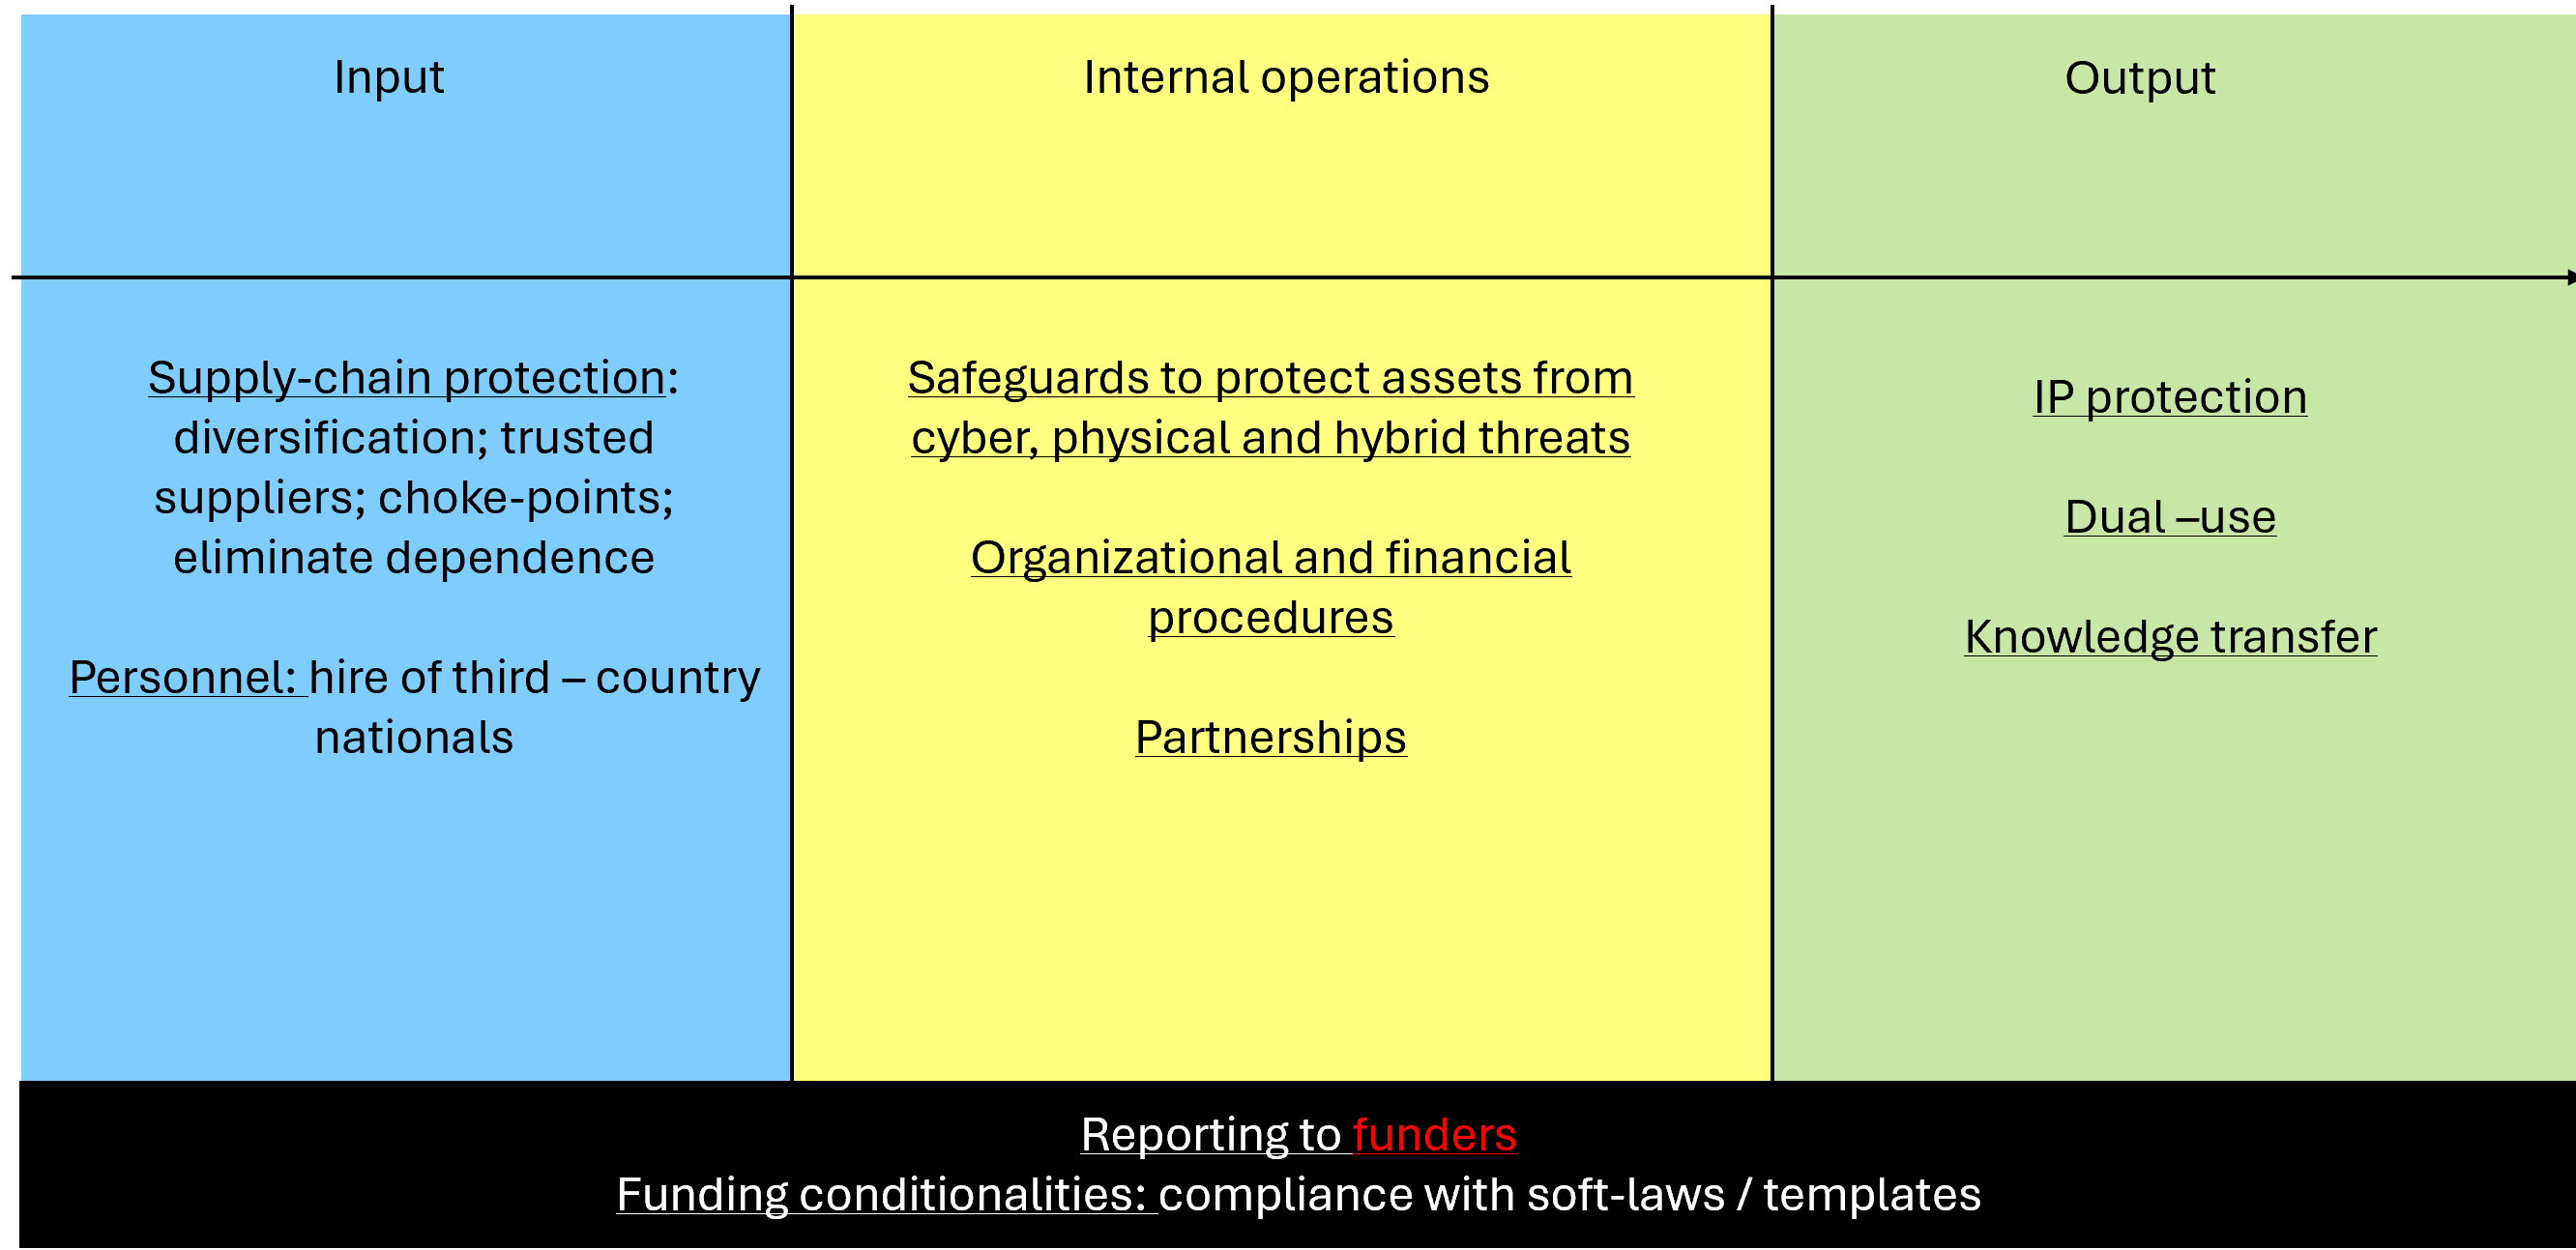 Input
Internal operations
Output
Supply-chain protection:
diversification; trusted
suppliers; choke-points;
eliminate dependence
Personnel: hire of third – country
nationals
Safeguards to protect assets from
cyber, physical and hybrid threats
Organizational and financial
procedures
Partnerships
IP protection
Dual –use
Knowledge transfer
Reporting to funders
Funding conditionalities: compliance with soft-laws / templates